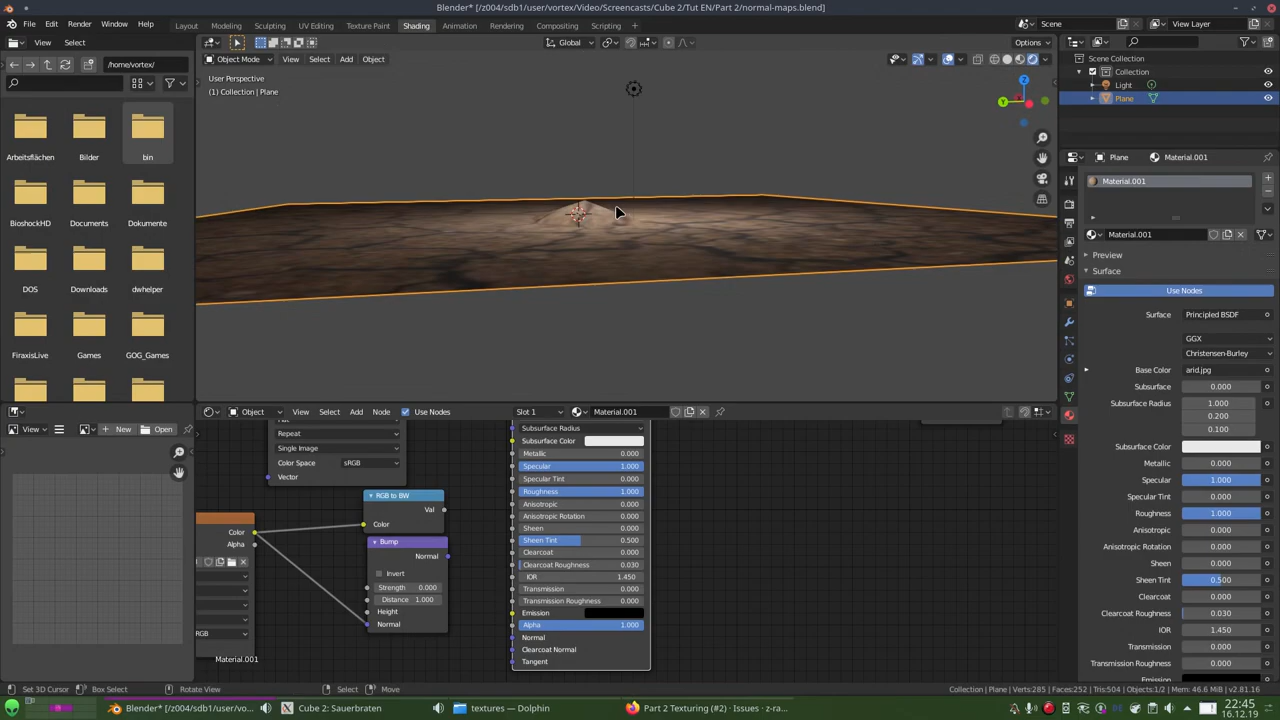 Blender* [/z004/sdb1/user/vortex/Video/Screencasts/Cube 2/Tut EN/Part 2/normal-maps.blend]
File Edit Render Window Help Layout Modeling Sculpting UV Editing Texture Paint Shading Animation Rendering Compositing Scripting Scene View Layer
View Select Global Options
/home/vortex/ Object Mode View Select Add Object
User Perspective
(1) Collection | Plane
Scene Collection
Collection
Light
Plane
Arbeitsflächen Bilder bin
BioshockHD Documents Dokumente
DOS Downloads dwhelper
FiraxisLive Games GOG_Games
Plane Material.001
Material.001
Material.001
Preview
Surface
Use Nodes
Surface Principled BSDF
GGX
Christensen-Burley
Base Color arid.jpg
Subsurface 0.000
Subsurface Radius 1.000
0.200
0.100
Subsurface Color
Metallic 0.000
Specular 1.000
Specular Tint 0.000
Roughness 1.000
Anisotropic 0.000
Anisotropic Rotation 0.000
Sheen 0.000
Sheen Tint 0.500
Clearcoat 0.000
Clearcoat Roughness 0.030
IOR 1.450
Transmission 0.000
Transmission Roughness 0.000
Emission
View New Open
Object View Select Add Node Use Nodes Slot 1 Material.001
Repeat
Single Image
Color Space sRGB
Vector
RGB to BW
Val
Color
Color
Alpha
RGB
Bump
Normal
Invert
Strength 0.000
Distance 1.000
Height
Normal
Material.001
Subsurface Radius
Subsurface Color
Metallic 0.000
Specular 1.000
Specular Tint 0.000
Roughness 1.000
Anisotropic 0.000
Anisotropic Rotation 0.000
Sheen 0.000
Sheen Tint 0.500
Clearcoat 0.000
Clearcoat Roughness 0.030
IOR 1.450
Transmission 0.000
Transmission Roughness 0.000
Emission
Alpha 1.000
Normal
Clearcoat Normal
Tangent
Set 3D Cursor Box Select Rotate View Select Move Collection | Plane | Verts:285 | Faces:252 | Tris:504 | Objects:1/2 | Mem: 46.6 MiB | v2.81.16
Blender* [/z004/sdb1/user/vo... Cube 2: Sauerbraten textures — Dolphin Part 2 Texturing (#2) · Issues · z-ra... 22:45
16.12.19